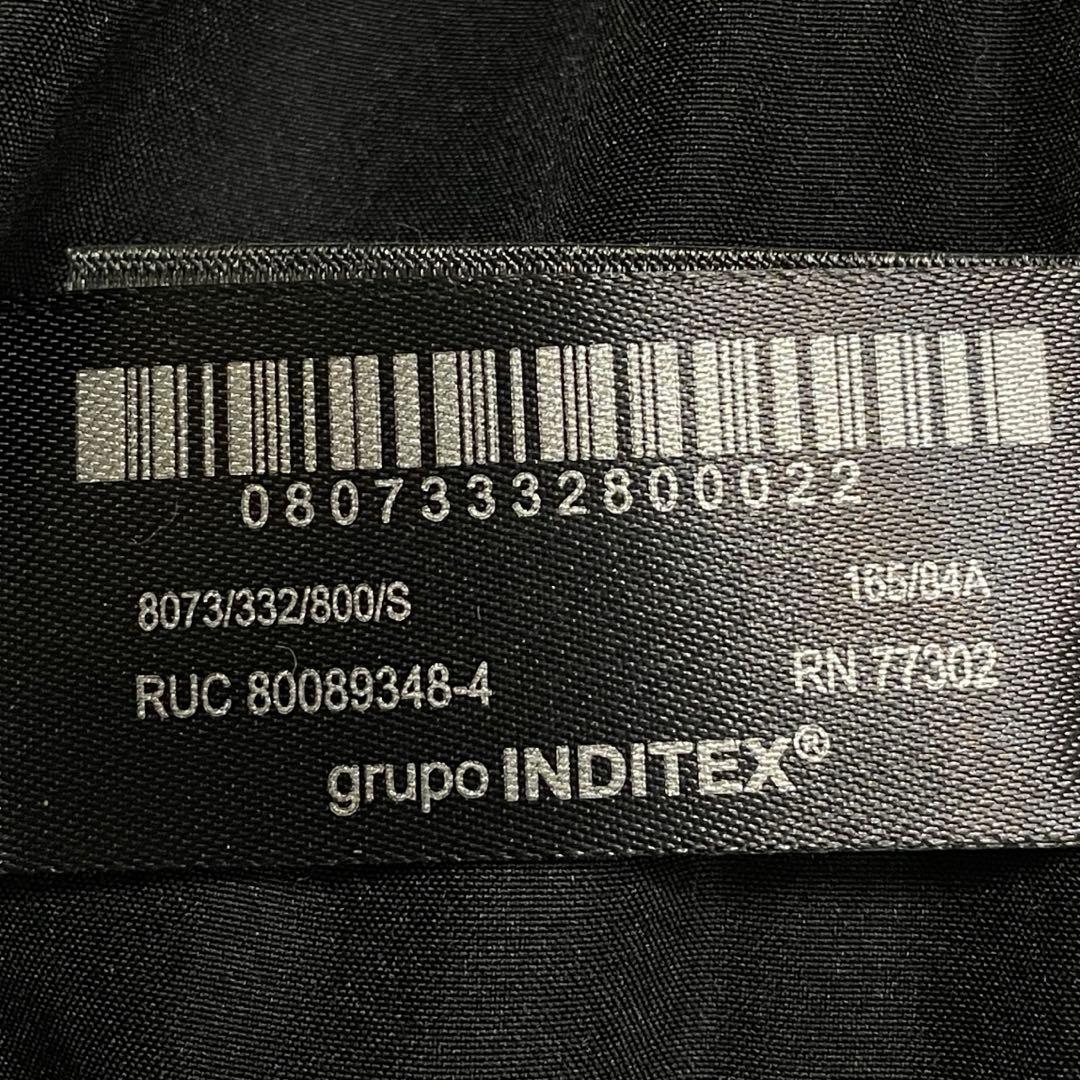 08073332800022
8073/332/800/S 165/84A
RUC 80089348-4 RN 77302
grupo INDITEX®